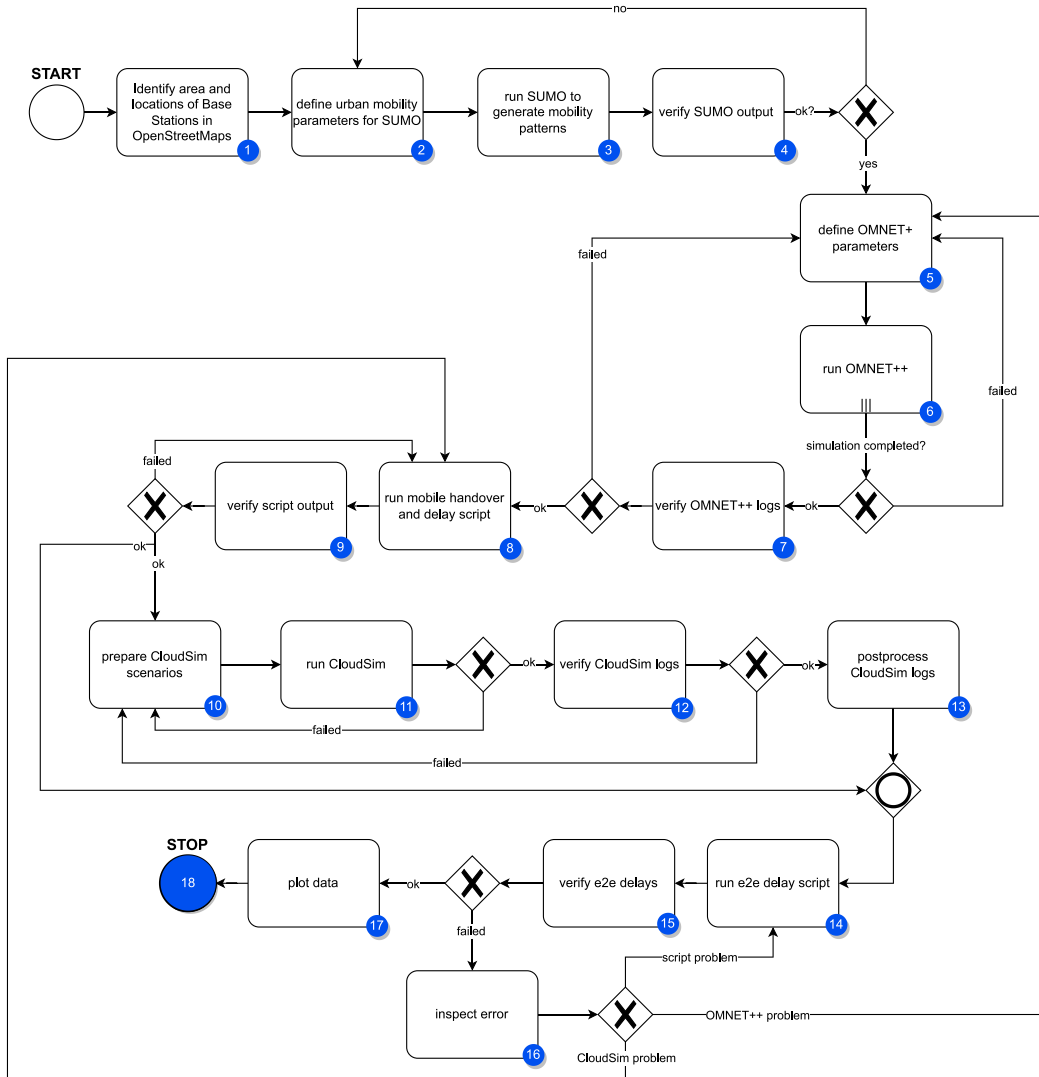 no
START
Identify area and
locations of Base
Stations in
OpenStreetMaps
1
define urban mobility
parameters for SUMO
2
run SUMO to
generate mobility
patterns
3
verify SUMO output
4
ok?
yes
define OMNET+
parameters
5
failed
run OMNET++
6
failed
simulation completed?
ok
verify OMNET++ logs
7
ok
run mobile handover
and delay script
8
verify script output
9
failed
ok
ok
prepare CloudSim
scenarios
10
run CloudSim
11
ok
failed
verify CloudSim logs
12
ok
failed
postprocess
CloudSim logs
13
run e2e delay script
14
verify e2e delays
15
ok
failed
plot data
17
STOP
18
inspect error
16
script problem
OMNET++ problem
CloudSim problem